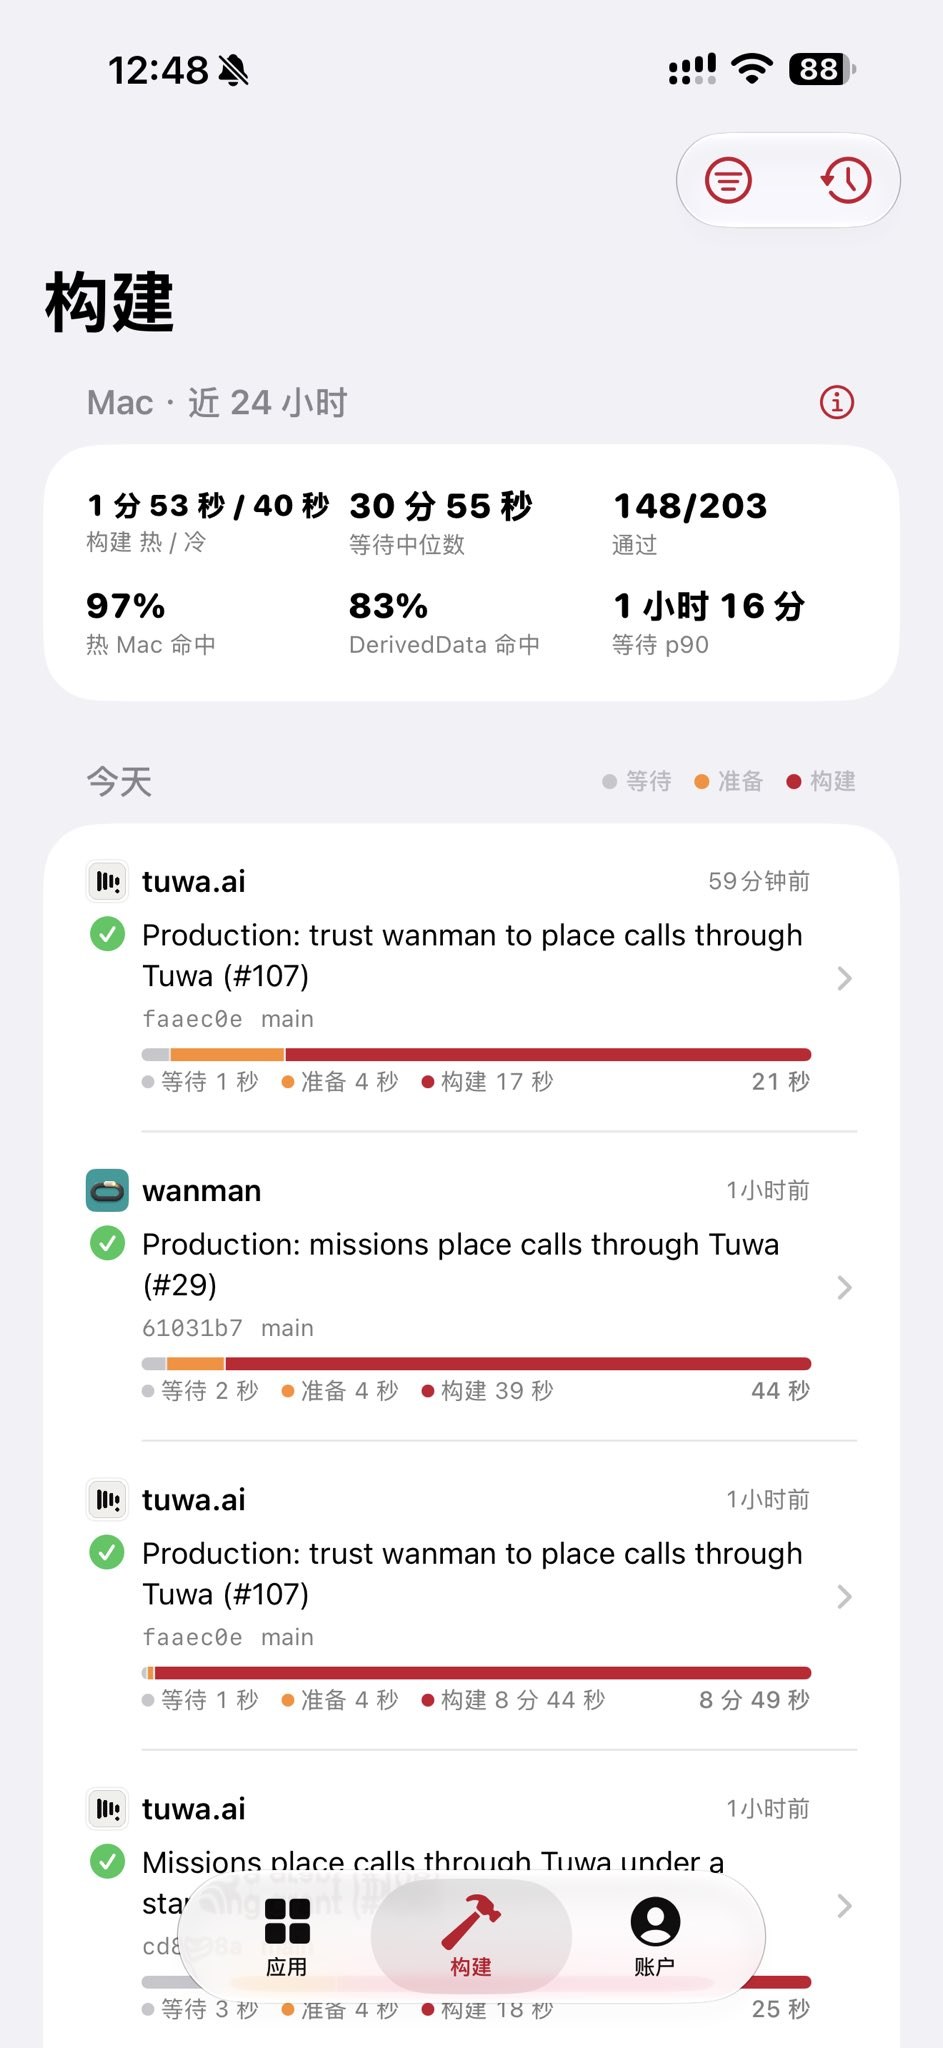 12:48
88
构建
Mac · 近 24 小时
1 分 53 秒 / 40 秒
30 分 55 秒
148/203
构建 热 / 冷
等待中位数
通过
97%
83%
1 小时 16 分
热 Mac 命中
DerivedData 命中
等待 p90
今天
等待 准备 构建
tuwa.ai
59分钟前
Production: trust wanman to place calls through
Tuwa (#107)
faaec0e main
等待 1 秒 准备 4 秒 构建 17 秒
21 秒
wanman
1小时前
Production: missions place calls through Tuwa
(#29)
61031b7 main
等待 2 秒 准备 4 秒 构建 39 秒
44 秒
tuwa.ai
1小时前
Production: trust wanman to place calls through
Tuwa (#107)
faaec0e main
等待 1 秒 准备 4 秒 构建 8 分 44 秒
8 分 49 秒
tuwa.ai
1小时前
Missions place calls through Tuwa under a
应用
构建
账户
等待 3 秒 准备 4 秒 构建 18 秒
25 秒